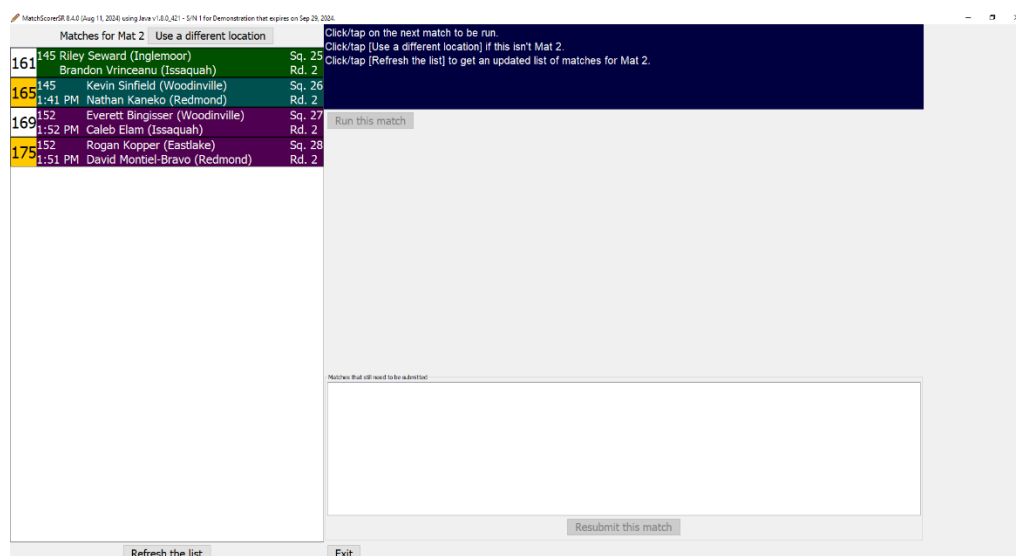 MatchScorerSR 8.4.0 (Aug 11, 2024) using Java v1.8.0_421 - S/N 1 for Demonstration that expires on Sep 29, 2024.
Matches for Mat 2 Use a different location
161 145 Riley Seward (Inglemoor) Sq. 25
Brandon Vrinceanu (Issaquah) Rd. 2
165 145 Kevin Sinfield (Woodinville) Sq. 26
1:41 PM Nathan Kaneko (Redmond) Rd. 2
169 152 Everett Bingisser (Woodinville) Sq. 27
1:52 PM Caleb Elam (Issaquah) Rd. 2
175 152 Rogan Kopper (Eastlake) Sq. 28
1:51 PM David Montiel-Bravo (Redmond) Rd. 2
Refresh the list
Click/tap on the next match to be run.
Click/tap [Use a different location] if this isn't Mat 2.
Click/tap [Refresh the list] to get an updated list of matches for Mat 2.
Run this match
Matches that still need to be submitted
Resubmit this match
Exit